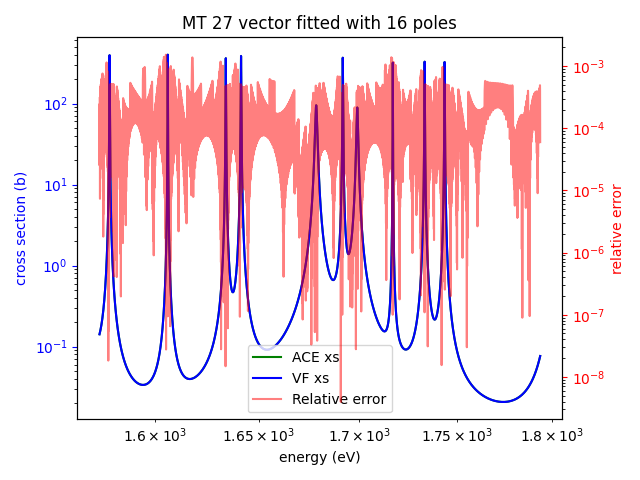 MT 27 vector fitted with 16 poles
cross section (b)
10²
10¹
10⁰
10⁻¹
10⁻³
10⁻⁴
10⁻⁵
10⁻⁶
10⁻⁷
10⁻⁸
relative error
ACE xs
VF xs
Relative error
1.6 × 10³ 1.65 × 10³ 1.7 × 10³ 1.75 × 10³ 1.8 × 10³
energy (eV)